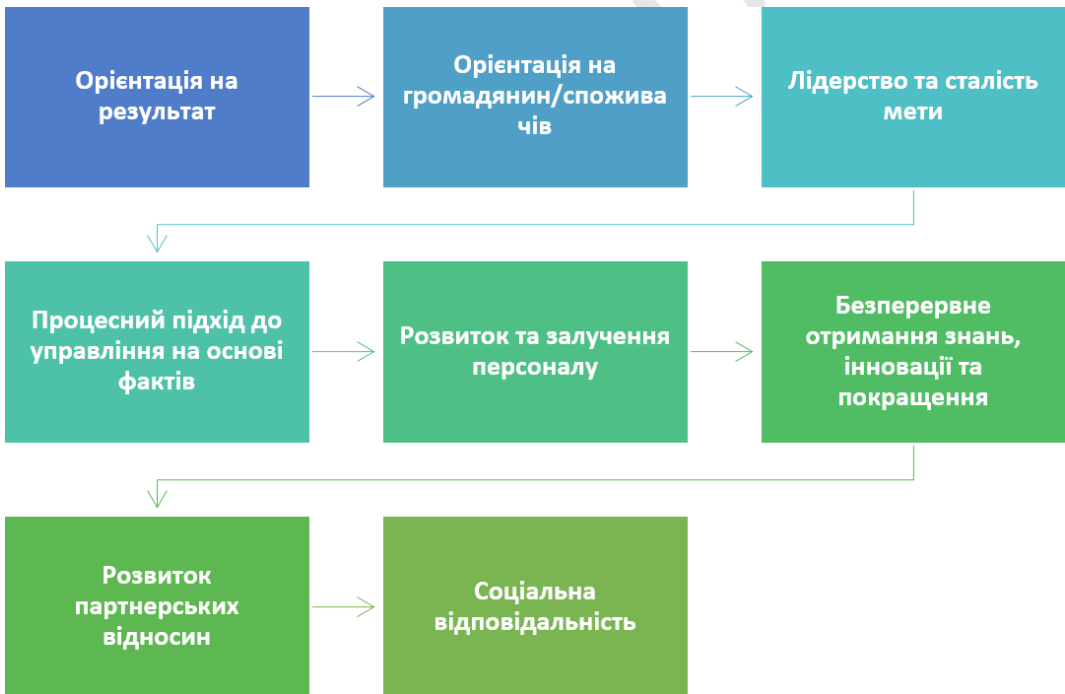 Орієнтація на
результат
Орієнтація на
громадянин/спожива
чів
Лідерство та сталість
мети
Процесний підхід до
управління на основі
фактів
Розвиток та залучення
персоналу
Безперервне
отримання знань,
інновації та
покращення
Розвиток
партнерських
відносин
Соціальна
відповідальність